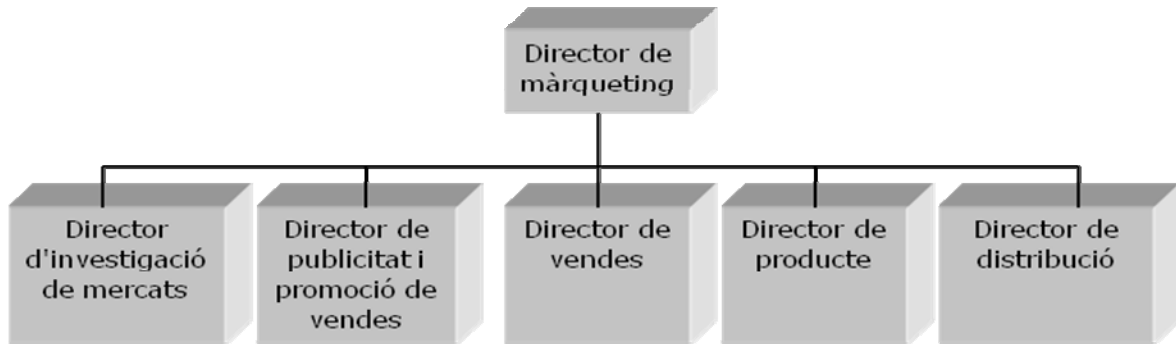 Director de
màrqueting
Director
d'investigació
de mercats
Director de
publicitat i
promoció de
vendes
Director de
vendes
Director de
producte
Director de
distribució